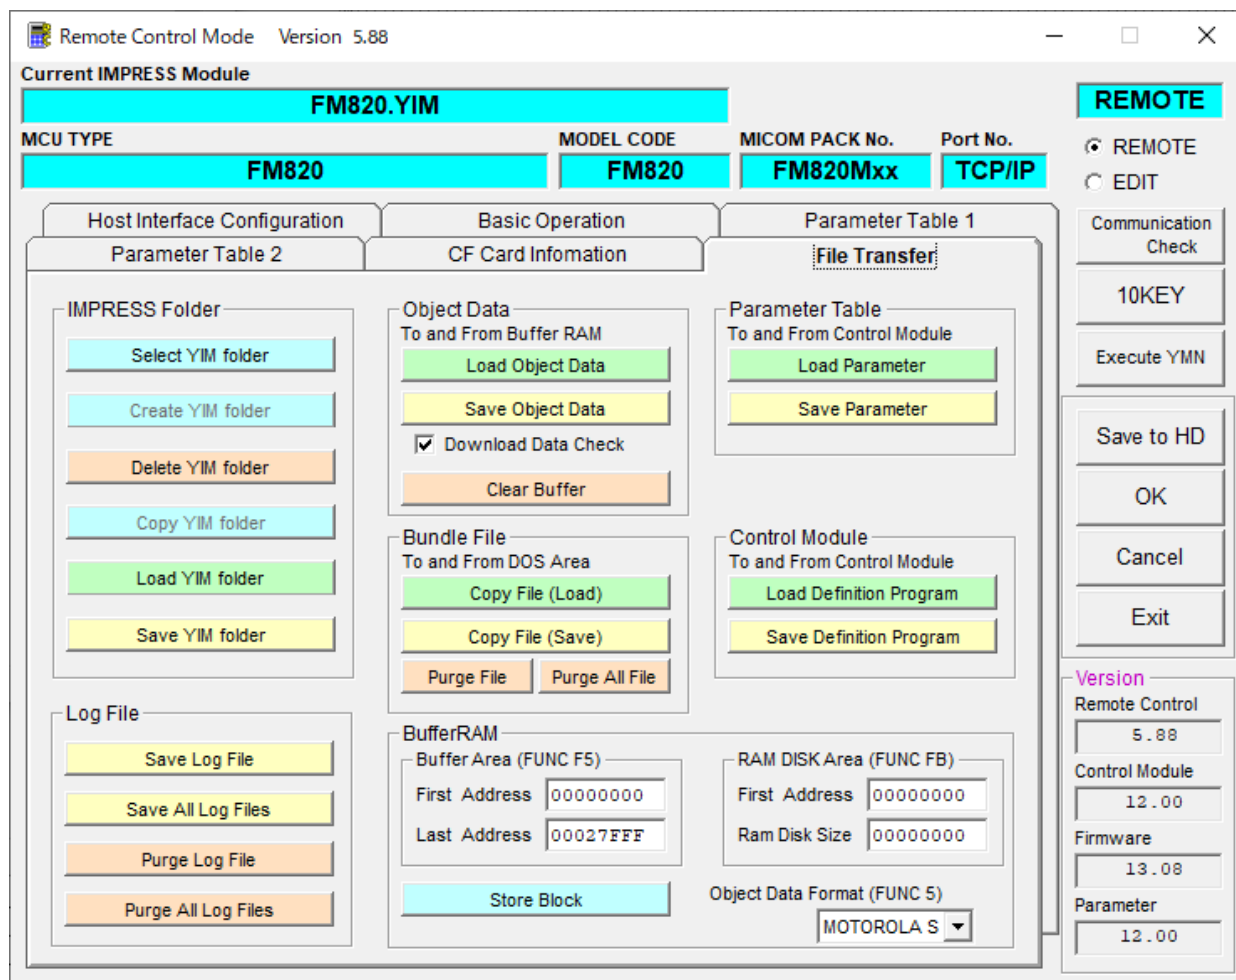 Remote Control Mode Version 5.88
Current IMPRESS Module
FM820.YIM
REMOTE
MCU TYPE
MODEL CODE
MICOM PACK No.
Port No.
FM820
FM820
FM820Mxx
TCP/IP
REMOTE
EDIT
Host Interface Configuration
Basic Operation
Parameter Table 1
Parameter Table 2
CF Card Infomation
File Transfer
Communication
Check
10KEY
Execute YMN
Save to HD
OK
Cancel
Exit
IMPRESS Folder
Select YIM folder
Create YIM folder
Delete YIM folder
Copy YIM folder
Load YIM folder
Save YIM folder
Object Data
To and From Buffer RAM
Load Object Data
Save Object Data
Download Data Check
Clear Buffer
Parameter Table
To and From Control Module
Load Parameter
Save Parameter
Bundle File
To and From DOS Area
Copy File (Load)
Copy File (Save)
Purge File
Purge All File
Control Module
To and From Control Module
Load Definition Program
Save Definition Program
Log File
Save Log File
Save All Log Files
Purge Log File
Purge All Log Files
BufferRAM
Buffer Area (FUNC F5)
First Address 00000000
Last Address 00027FFF
RAM DISK Area (FUNC FB)
First Address 00000000
Ram Disk Size 00000000
Store Block
Object Data Format (FUNC 5)
MOTOROLA S
Version
Remote Control
5.88
Control Module
12.00
Firmware
13.08
Parameter
12.00